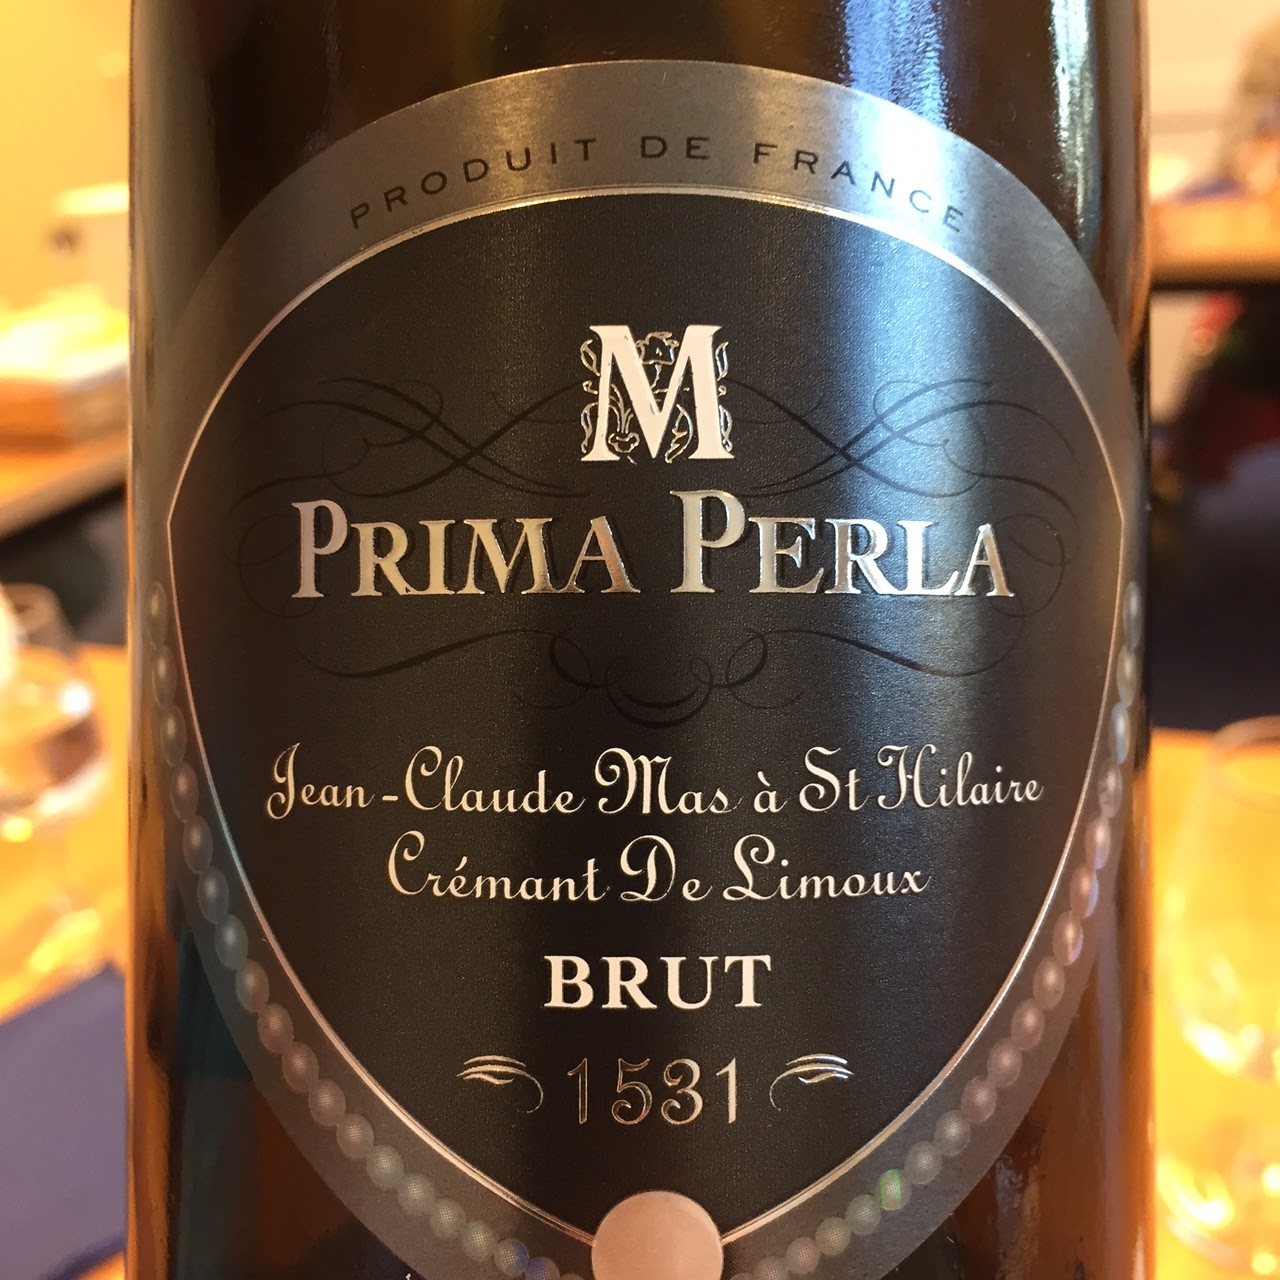 PRODUIT DE FRANCE
M
PRIMA PERLA
Jean-Claude Mas à St Hilaire
Crémant De Limoux
BRUT
1531